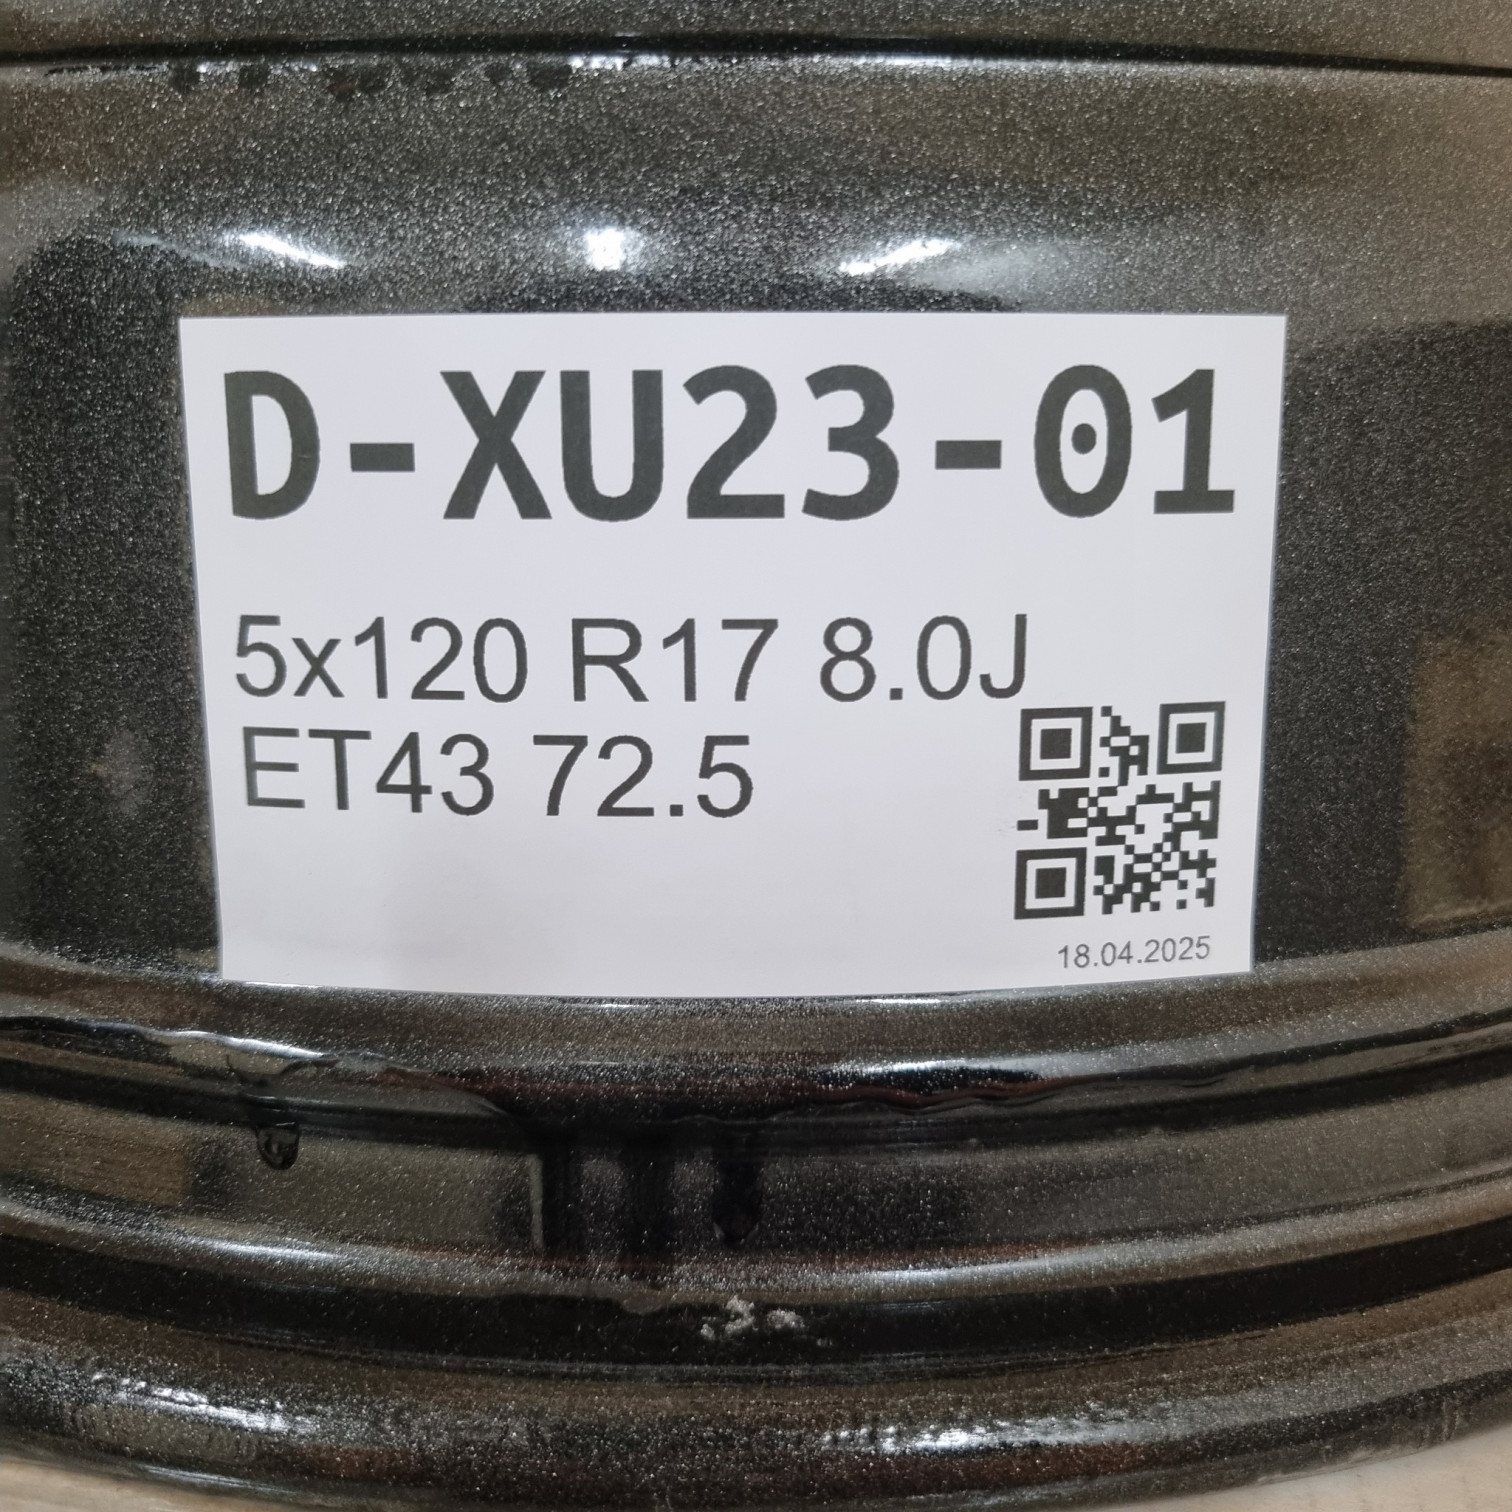 D-XU23-01
5x120 R17 8.0J
ET43 72.5
18.04.2025